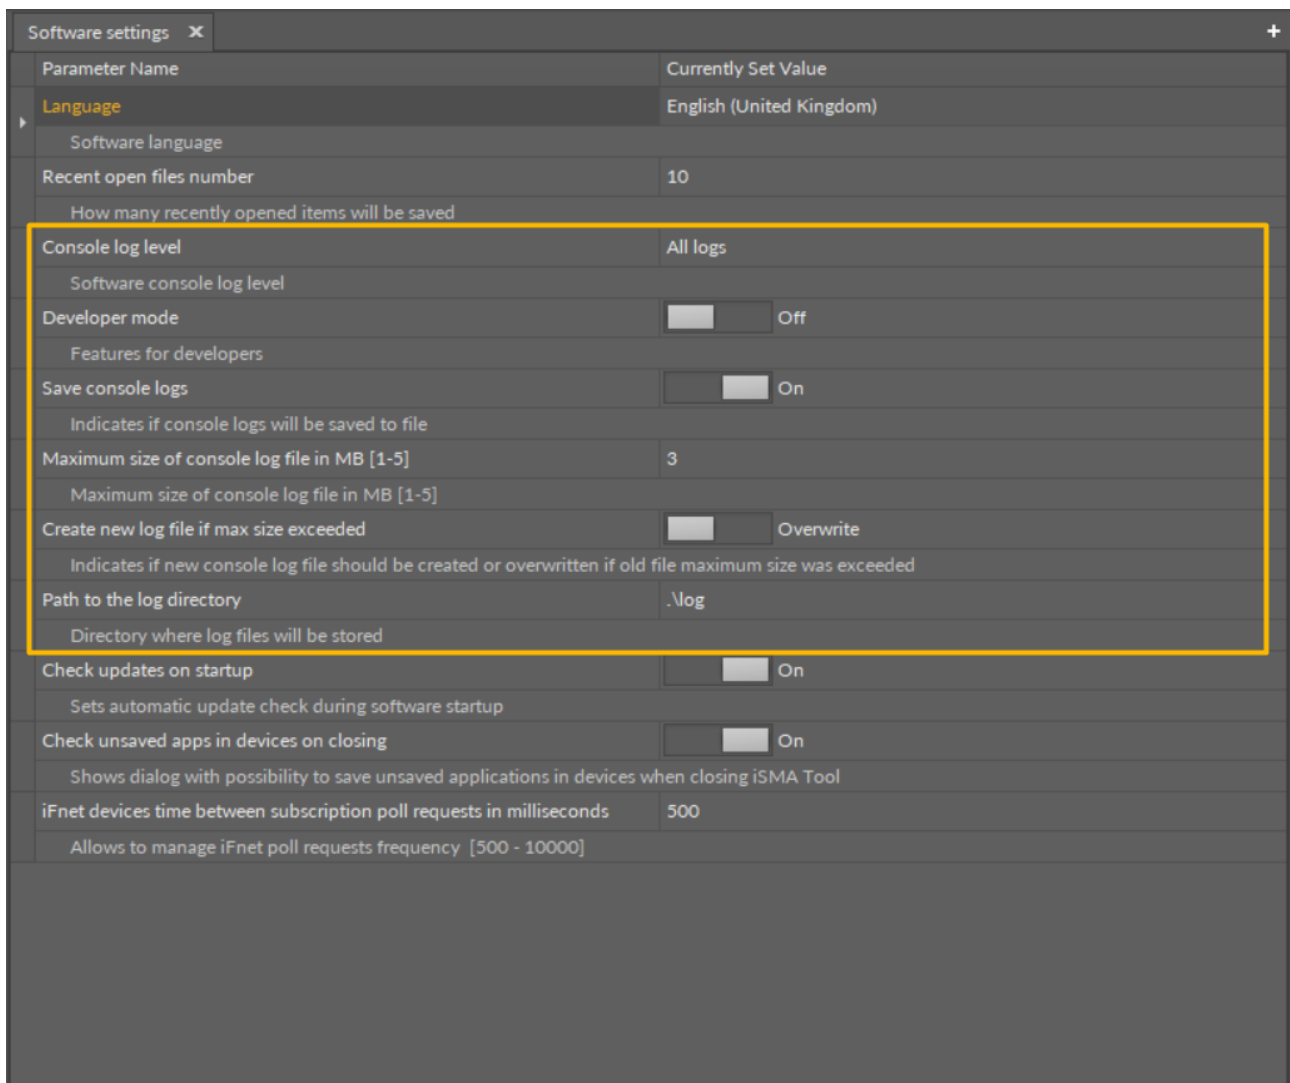 Software settings
Parameter Name Currently Set Value
Language English (United Kingdom)
Software language
Recent open files number 10
How many recently opened items will be saved
Console log level All logs
Software console log level
Developer mode Off
Features for developers
Save console logs On
Indicates if console logs will be saved to file
Maximum size of console log file in MB [1-5] 3
Maximum size of console log file in MB [1-5]
Create new log file if max size exceeded Overwrite
Indicates if new console log file should be created or overwritten if old file maximum size was exceeded
Path to the log directory .\log
Directory where log files will be stored
Check updates on startup On
Sets automatic update check during software startup
Check unsaved apps in devices on closing On
Shows dialog with possibility to save unsaved applications in devices when closing iSMA Tool
iFnet devices time between subscription poll requests in milliseconds 500
Allows to manage iFnet poll requests frequency [500 - 10000]